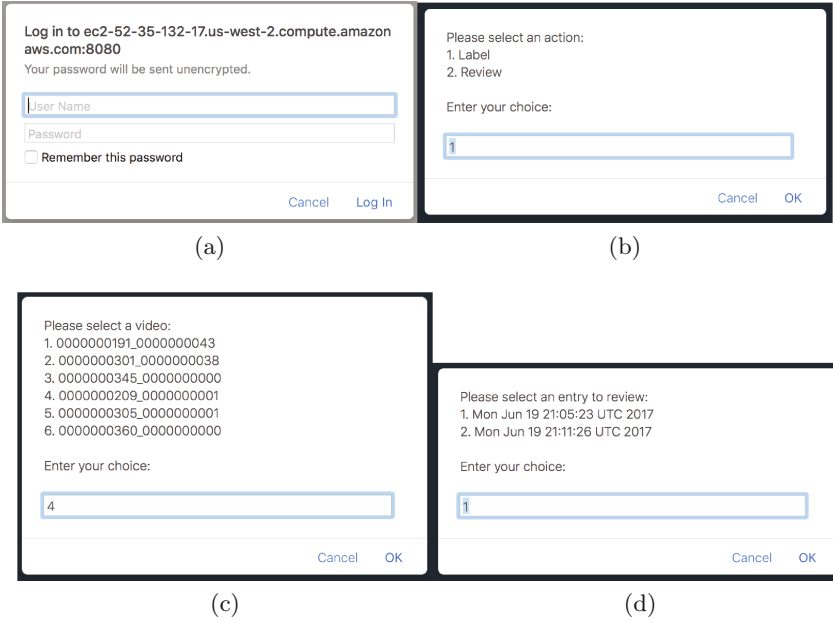 Log in to ec2-52-35-132-17.us-west-2.compute.amazon
aws.com:8080
Your password will be sent unencrypted.
User Name
Password
Remember this password
Cancel Log In
(a)
Please select an action:
1. Label
2. Review
Enter your choice:
1
Cancel OK
(b)
Please select a video:
1. 0000000191_0000000043
2. 0000000301_0000000038
3. 0000000345_0000000000
4. 0000000209_0000000001
5. 0000000305_0000000001
6. 0000000360_0000000000
Enter your choice:
4
Cancel OK
(c)
Please select an entry to review:
1. Mon Jun 19 21:05:23 UTC 2017
2. Mon Jun 19 21:11:26 UTC 2017
Enter your choice:
1
Cancel OK
(d)